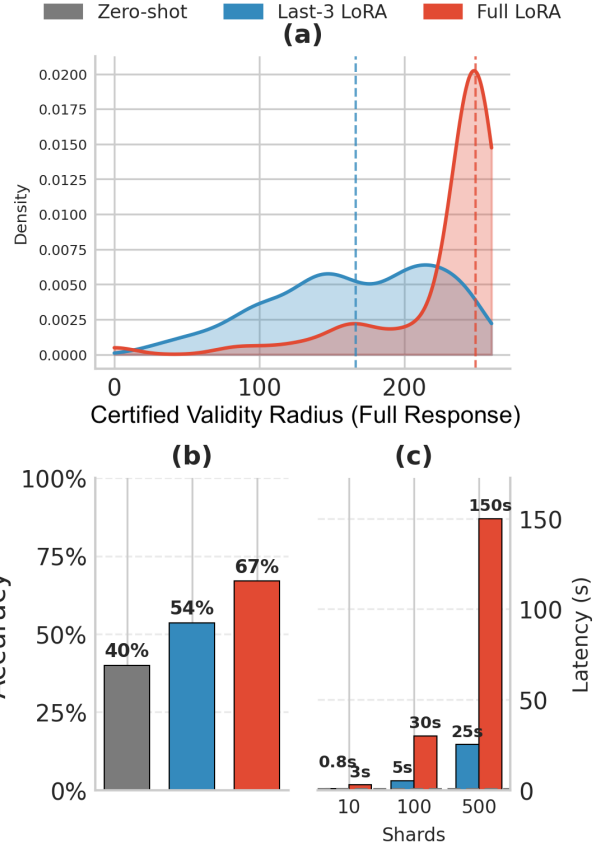 Zero-shot Last-3 LoRA Full LoRA
(a)
0.0200
0.0175
0.0150
0.0125
0.0100
0.0075
0.0050
0.0025
0.0000
Density
0 100 200
Certified Validity Radius (Full Response)
(b)
100%
75%
50%
25%
0%
Accuracy
40%
54%
67%
(c)
0.8s
3s
5s
30s
25s
150s
150
100
50
0
Latency (s)
10 100 500
Shards